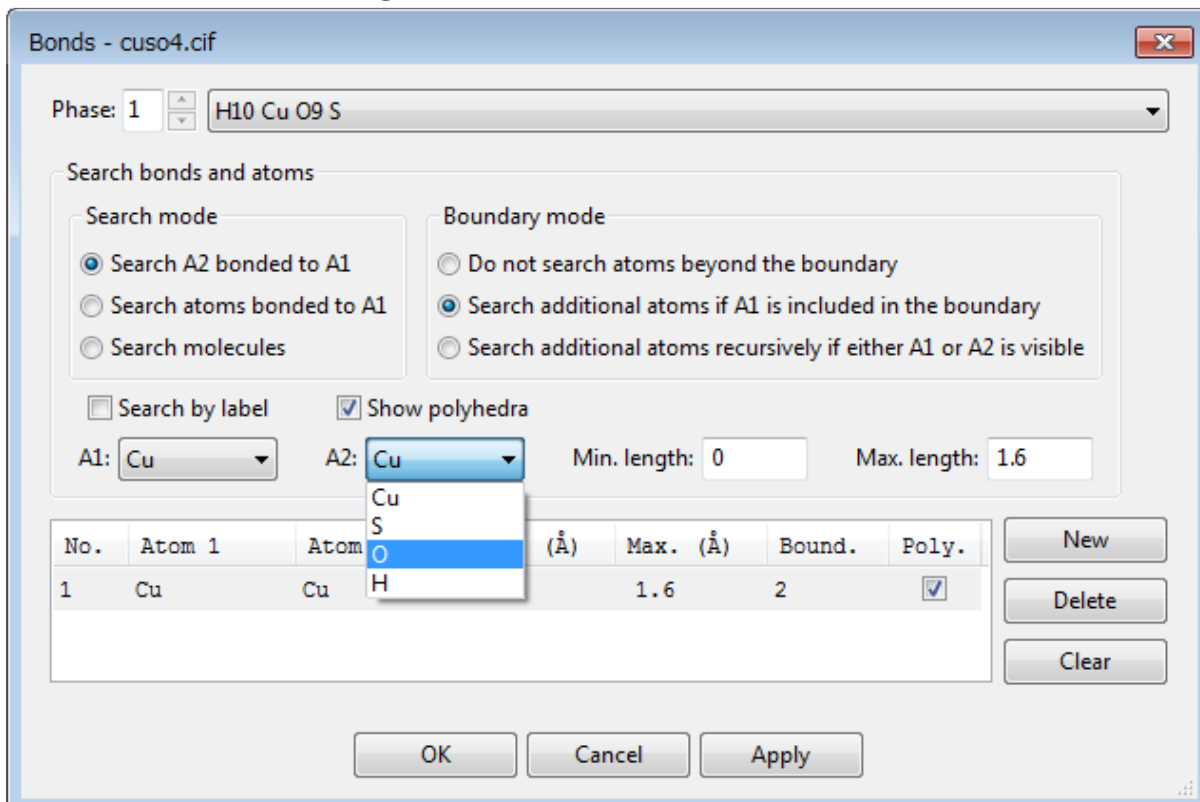 Bonds - cuso4.cif
Phase: 1 H10 Cu O9 S
Search bonds and atoms
Search mode
Boundary mode
Search A2 bonded to A1
Do not search atoms beyond the boundary
Search atoms bonded to A1
Search additional atoms if A1 is included in the boundary
Search molecules
Search additional atoms recursively if either A1 or A2 is visible
Search by label
Show polyhedra
A1: Cu A2: Cu Min. length: 0 Max. length: 1.6
Cu
S
O
H
No. Atom 1 Atom (Å) Max. (Å) Bound. Poly.
1 Cu Cu 1.6 2
New
Delete
Clear
OK Cancel Apply